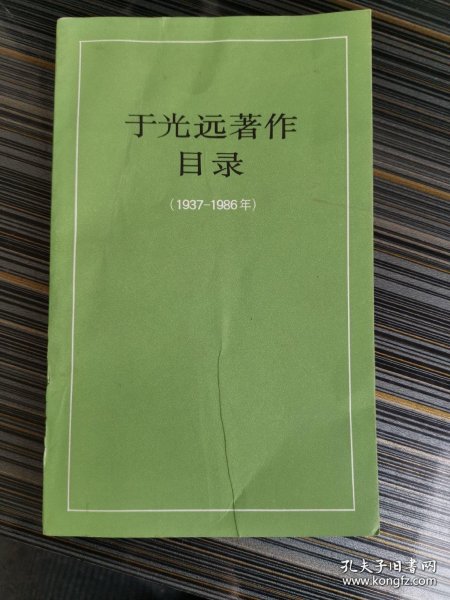 于光远著作
目录
（1937-1986年）
孔夫子旧书网
www.kongfz.com